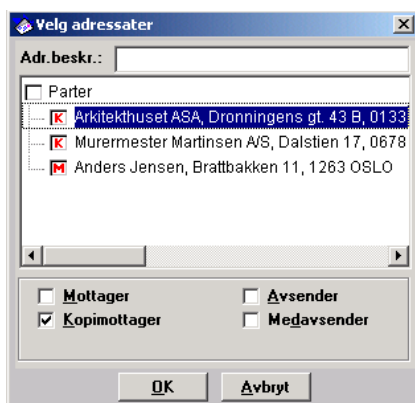 Velg adressater
Adr.beskr.:
Parter
K Arkitekthuset ASA, Dronningens gt. 43 B, 0133
K Murermester Martinsen A/S, Dalstien 17, 0678
M Anders Jensen, Brattbakken 11, 1263 OSLO
Mottager Avsender
Kopimottager Medavsender
OK Avbryt